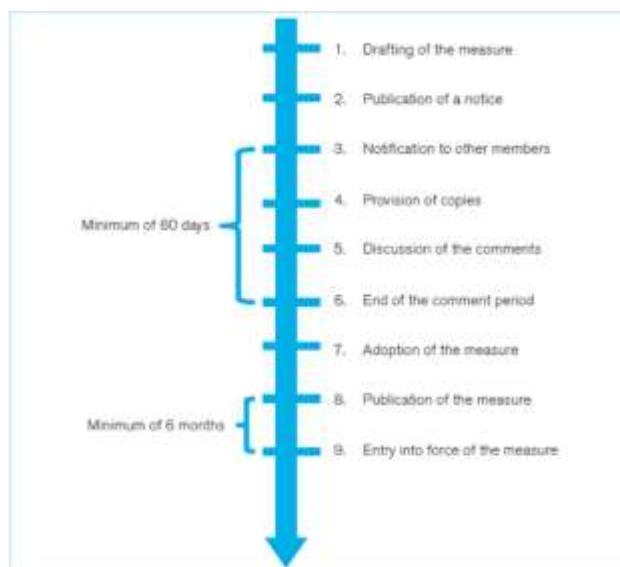 1. Drafting of the measure
2. Publication of a notice
3. Notification to other members
4. Provision of copies
Minimum of 60 days
5. Discussion of the comments
6. End of the comment period
7. Adoption of the measure
8. Publication of the measure
Minimum of 6 months
9. Entry into force of the measure